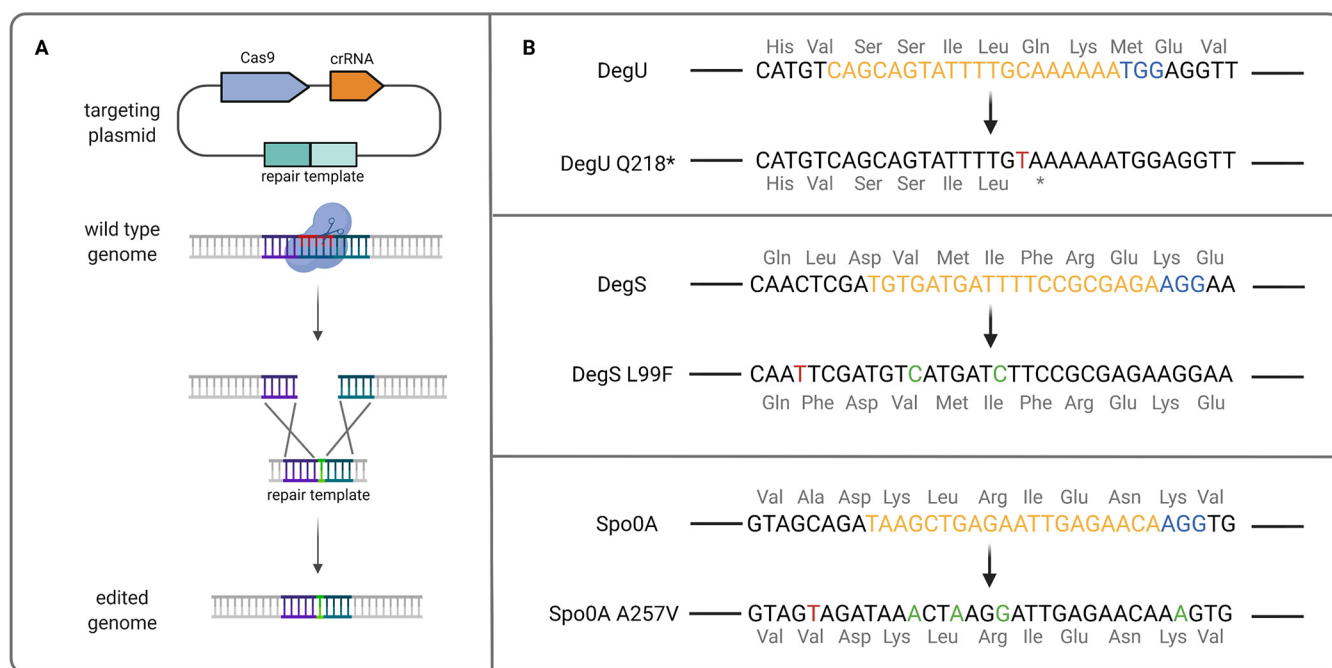 A
Cas9 crRNA
targeting
plasmid
repair template
wild type
genome
repair template
edited
genome
B
His Val Ser Ser Ile Leu Gln Lys Met Glu Val
DegU CATGTCAGCAGTATTTTGCAAAAAATGGAGGTT
DegU Q218* CATGTCAGCAGTATTTTGTAAAAAATGGAGGTT
His Val Ser Ser Ile Leu *
Gln Leu Asp Val Met Ile Phe Arg Glu Lys Glu
DegS CAACTCGATGTGATGATTTTCCGCGAGAAGGAA
DegS L99F CAATTCGATGTCATGATCTTCCGCGAGAAGGAA
Gln Phe Asp Val Met Ile Phe Arg Glu Lys Glu
Val Ala Asp Lys Leu Arg Ile Glu Asn Lys Val
Spo0A GTAGCAGATAAGCTGAGAATTGAGAACAAGGTG
Spo0A A257V GTAGTAGATAAACTAAGGATTGAGAACAAAGTG
Val Val Asp Lys Leu Arg Ile Glu Asn Lys Val